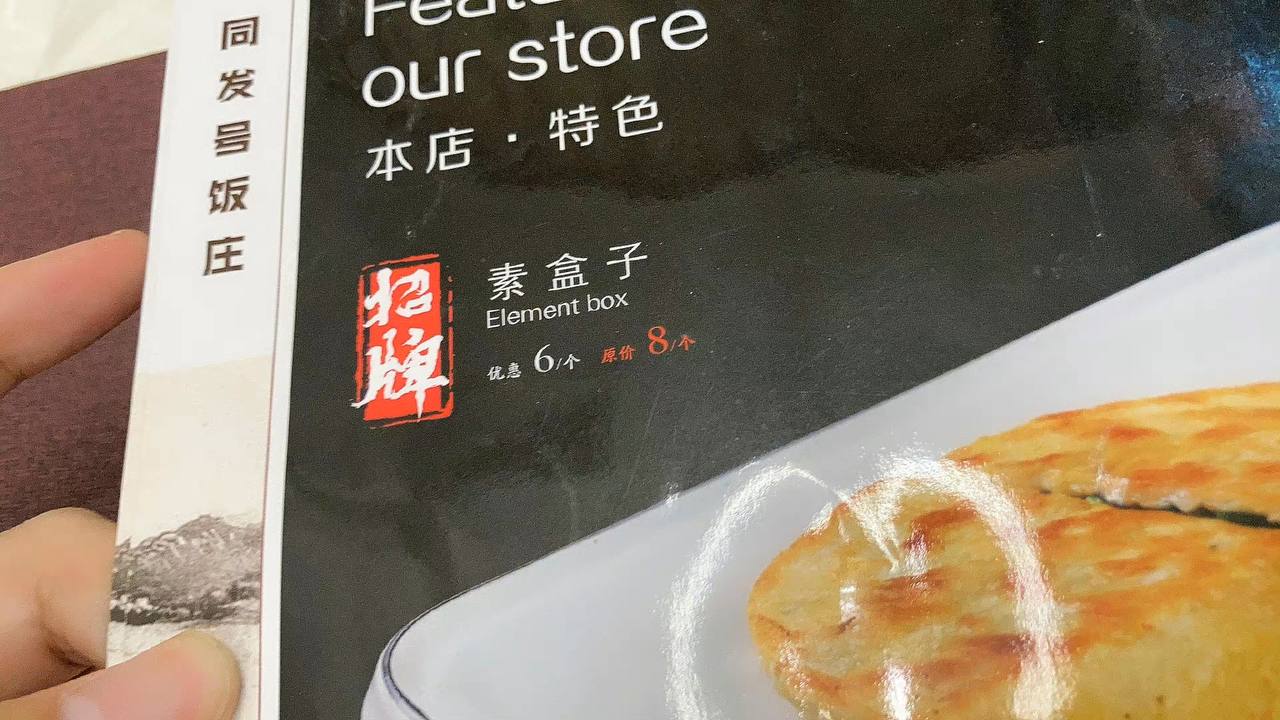 同发号饭庄
our store
本店·特色
招牌
素盒子
Element box
优惠 6/个 原价 8/个